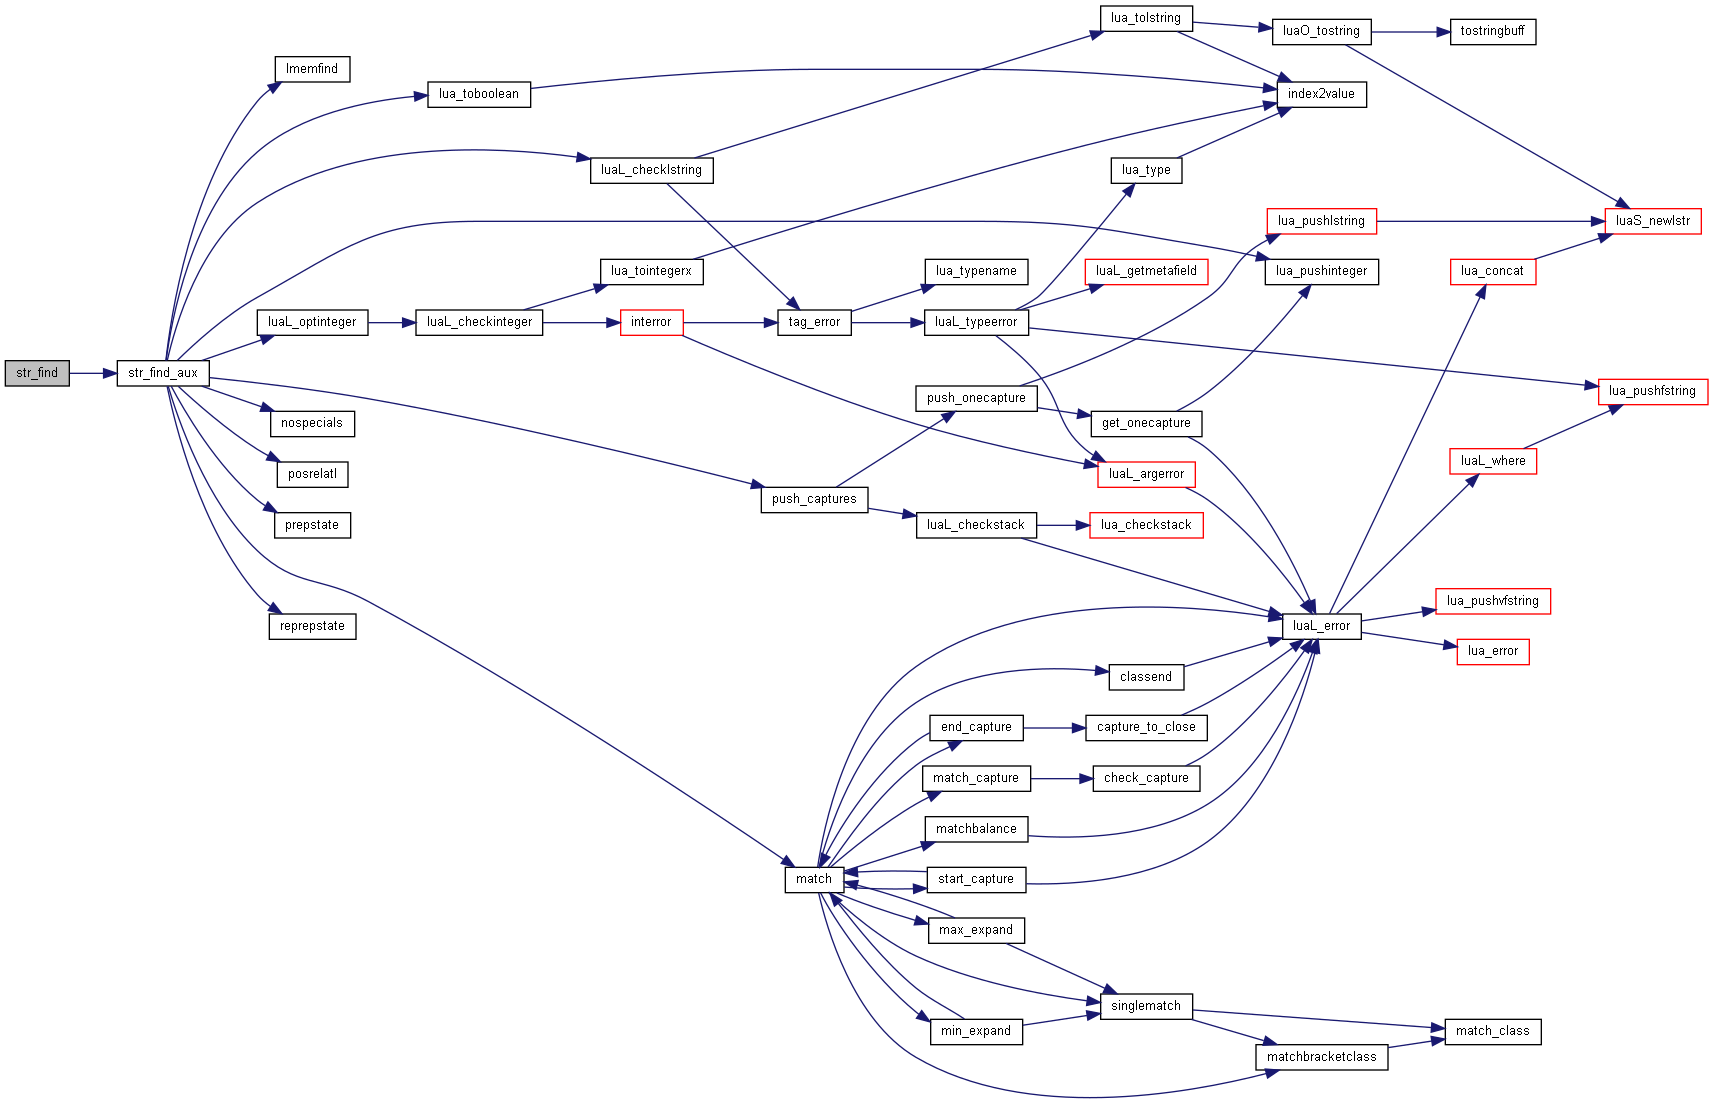 lua_tolstring
luaO_tostring
tostringbuff
lmemfind
lua_toboolean
index2value
luaL_checklstring
lua_type
lua_pushlstring
luaS_newlstr
lua_tointegerx
lua_typename
luaL_getmetafield
lua_pushinteger
lua_concat
luaL_optinteger
luaL_checkinteger
interror
tag_error
luaL_typeerror
str_find
str_find_aux
push_onecapture
lua_pushfstring
nospecials
get_onecapture
posrelatI
luaL_argerror
luaL_where
push_captures
prepstate
luaL_checkstack
lua_checkstack
lua_pushvfstring
reprepstate
luaL_error
lua_error
classend
end_capture
capture_to_close
match_capture
check_capture
matchbalance
match
start_capture
max_expand
singlematch
min_expand
match_class
matchbracketclass